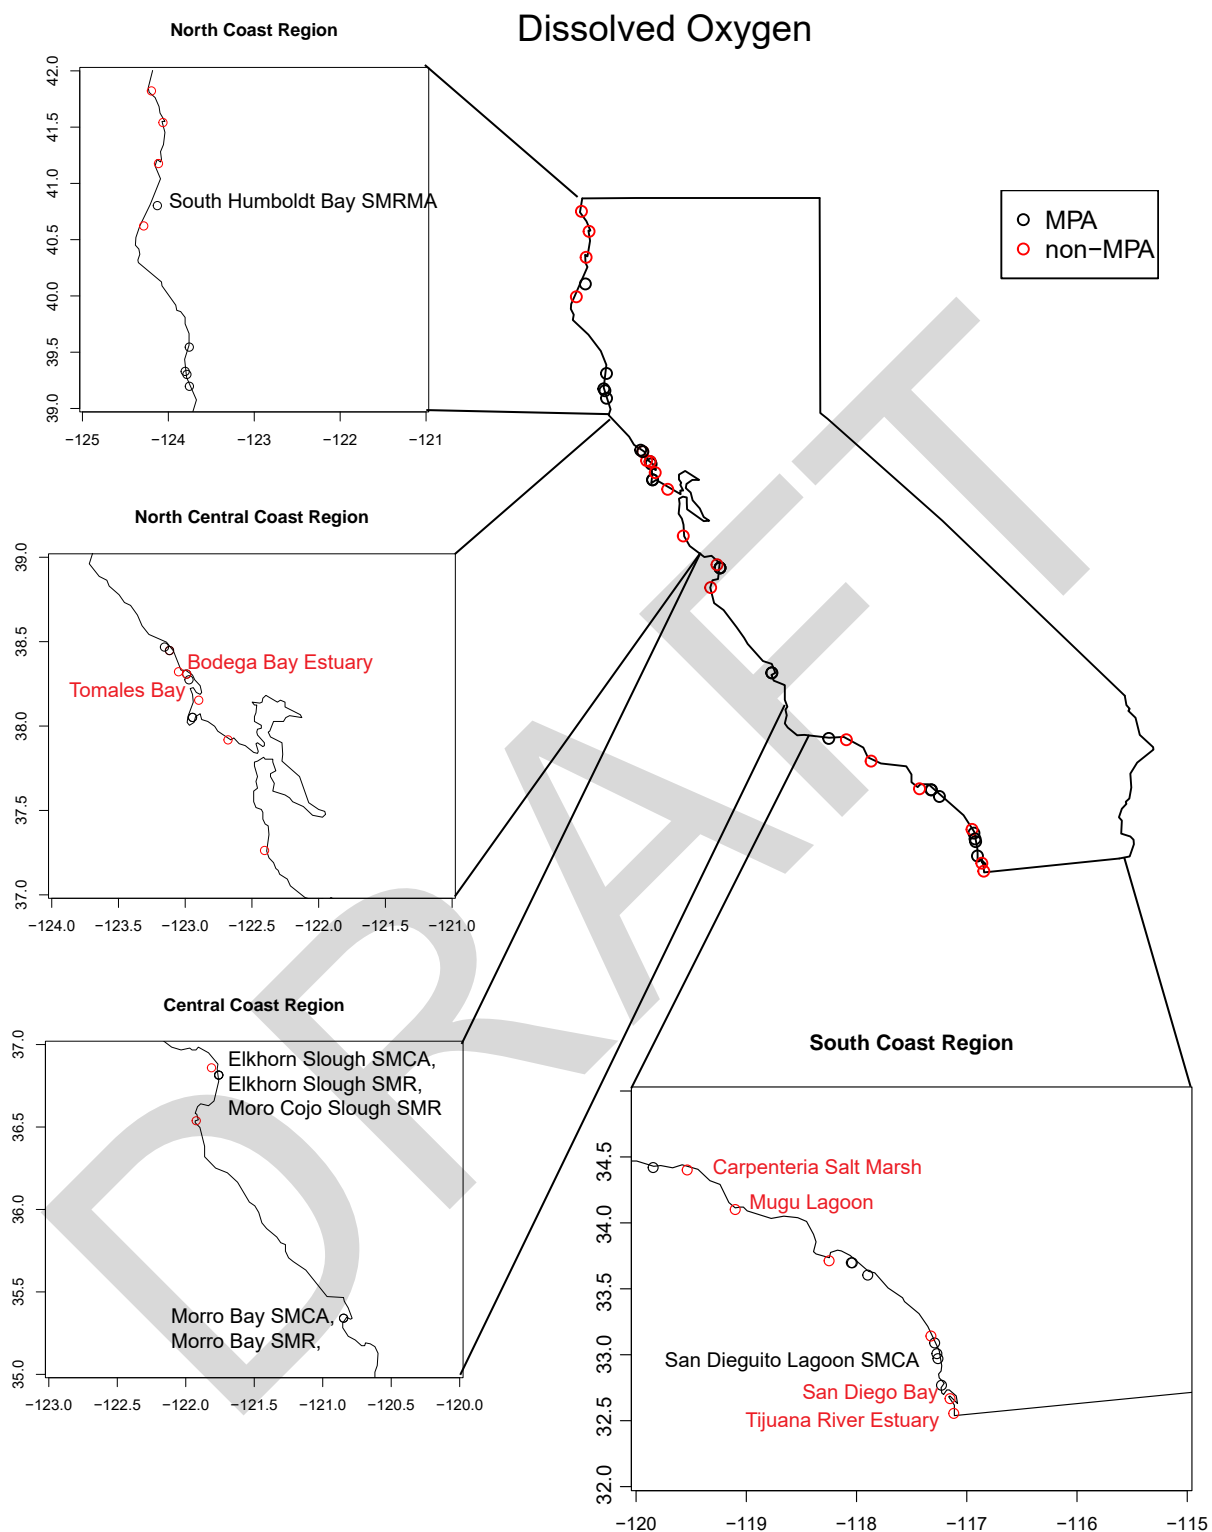 Dissolved Oxygen
North Coast Region
42.0
41.5
41.0
40.5
40.0
39.5
39.0
South Humboldt Bay SMRMA
−125
−124
−123
−122
−121
MPA
non−MPA
North Central Coast Region
39.0
38.5
38.0
37.5
37.0
Bodega Bay Estuary
Tomales Bay
−124.0
−123.5
−123.0
−122.5
−122.0
−121.5
−121.0
Central Coast Region
37.0
36.5
36.0
35.5
35.0
Elkhorn Slough SMCA,
Elkhorn Slough SMR,
Moro Cojo Slough SMR
Morro Bay SMCA,
Morro Bay SMR,
−123.0
−122.5
−122.0
−121.5
−121.0
−120.5
−120.0
South Coast Region
34.5
34.0
33.5
33.0
32.5
32.0
Carpenteria Salt Marsh
Mugu Lagoon
San Dieguito Lagoon SMCA
San Diego Bay
Tijuana River Estuary
−120
−119
−118
−117
−116
−115
DRAFT